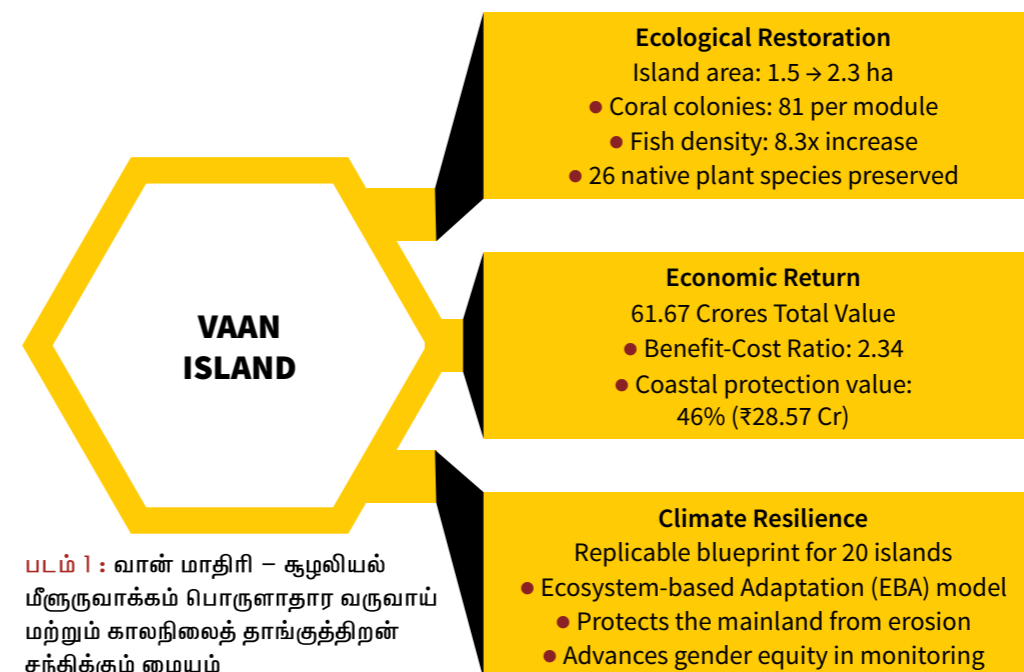 Ecological Restoration
Island area: 1.5 → 2.3 ha
● Coral colonies: 81 per module
● Fish density: 8.3x increase
● 26 native plant species preserved
VAAN
ISLAND
Economic Return
61.67 Crores Total Value
● Benefit-Cost Ratio: 2.34
● Coastal protection value:
46% (₹28.57 Cr)
Climate Resilience
Replicable blueprint for 20 islands
● Ecosystem-based Adaptation (EBA) model
● Protects the mainland from erosion
● Advances gender equity in monitoring
படம் 1 : வான் மாதிரி – சூழலியல்
மீளுருவாக்கம் பொருளாதார வருவாய்
மற்றும் காலநிலைத் தாங்குத்திறன்
சந்திக்கும் மையம்